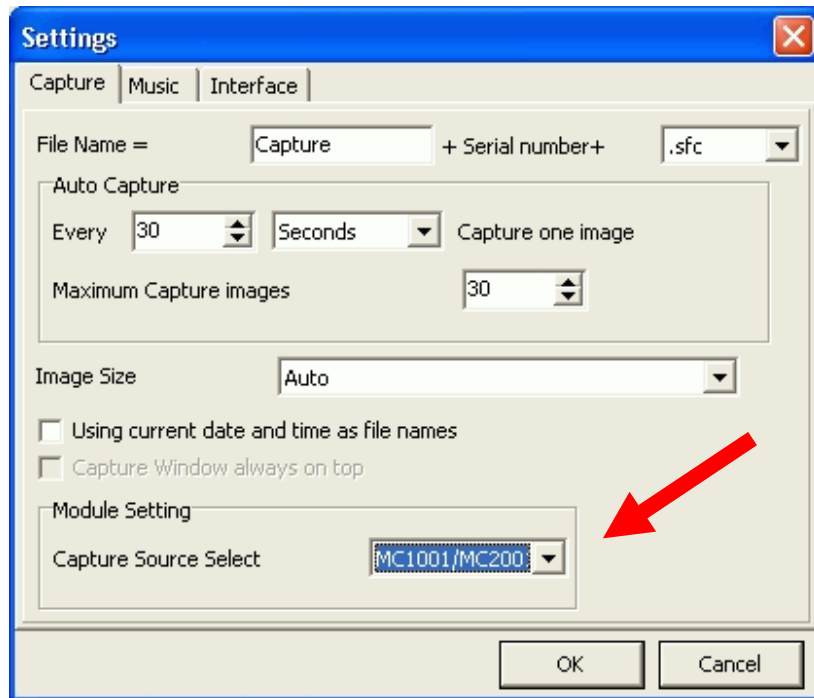 Settings
Capture Music Interface
File Name = Capture + Serial number+ .sfc
Auto Capture
Every 30 Seconds Capture one image
Maximum Capture images 30
Image Size Auto
Using current date and time as file names
Capture Window always on top
Module Setting
Capture Source Select MC1001/MC200
OK Cancel